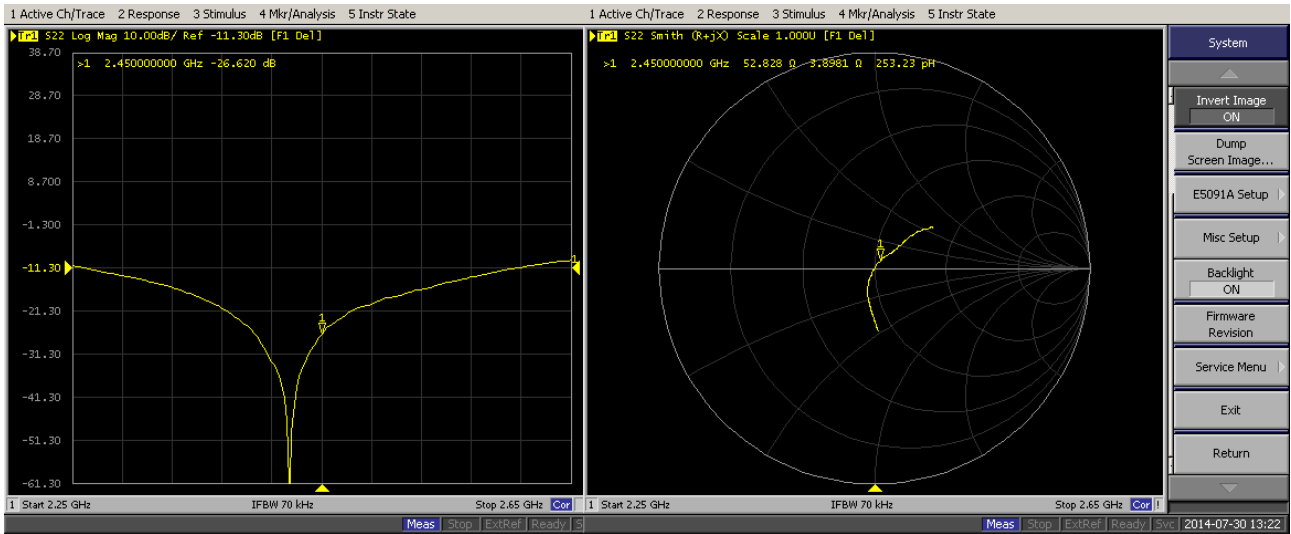 1 Active Ch/Trace 2 Response 3 Stimulus 4 Mkr/Analysis 5 Instr State
Tr1 S22 Log Mag 10.00dB/ Ref -11.30dB [F1 Del]
38.70
>1 2.450000000 GHz -26.620 dB
28.70
18.70
8.700
-1.300
-11.30
1
-21.30
1
-31.30
-41.30
-51.30
-61.30
1 Start 2.25 GHz IFBW 70 kHz Stop 2.65 GHz Cor
Meas Stop ExtRef Ready S
1 Active Ch/Trace 2 Response 3 Stimulus 4 Mkr/Analysis 5 Instr State
Tr1 S22 Smith (R+jX) Scale 1.000U [F1 Del]
>1 2.450000000 GHz 52.828 Ω 3.8981 Ω 253.23 pH
1
1 Start 2.25 GHz IFBW 70 kHz Stop 2.65 GHz Cor !
Meas Stop ExtRef Ready Svc 2014-07-30 13:22
System
Invert Image
ON
Dump
Screen Image...
E5091A Setup
Misc Setup
Backlight
ON
Firmware
Revision
Service Menu
Exit
Return